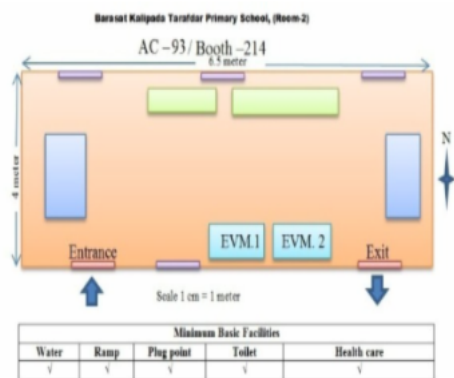 Barasat Kalipada Tarafdar Primary School, (Room-2)
AC -93/ Booth -214
6.5 meter
4 meter
N
EVM.1 EVM. 2
Entrance Exit
Scale 1 cm = 1 meter
Minimum Basic Facilities
Water Ramp Plug point Toilet Health care
√ √ √ √ √